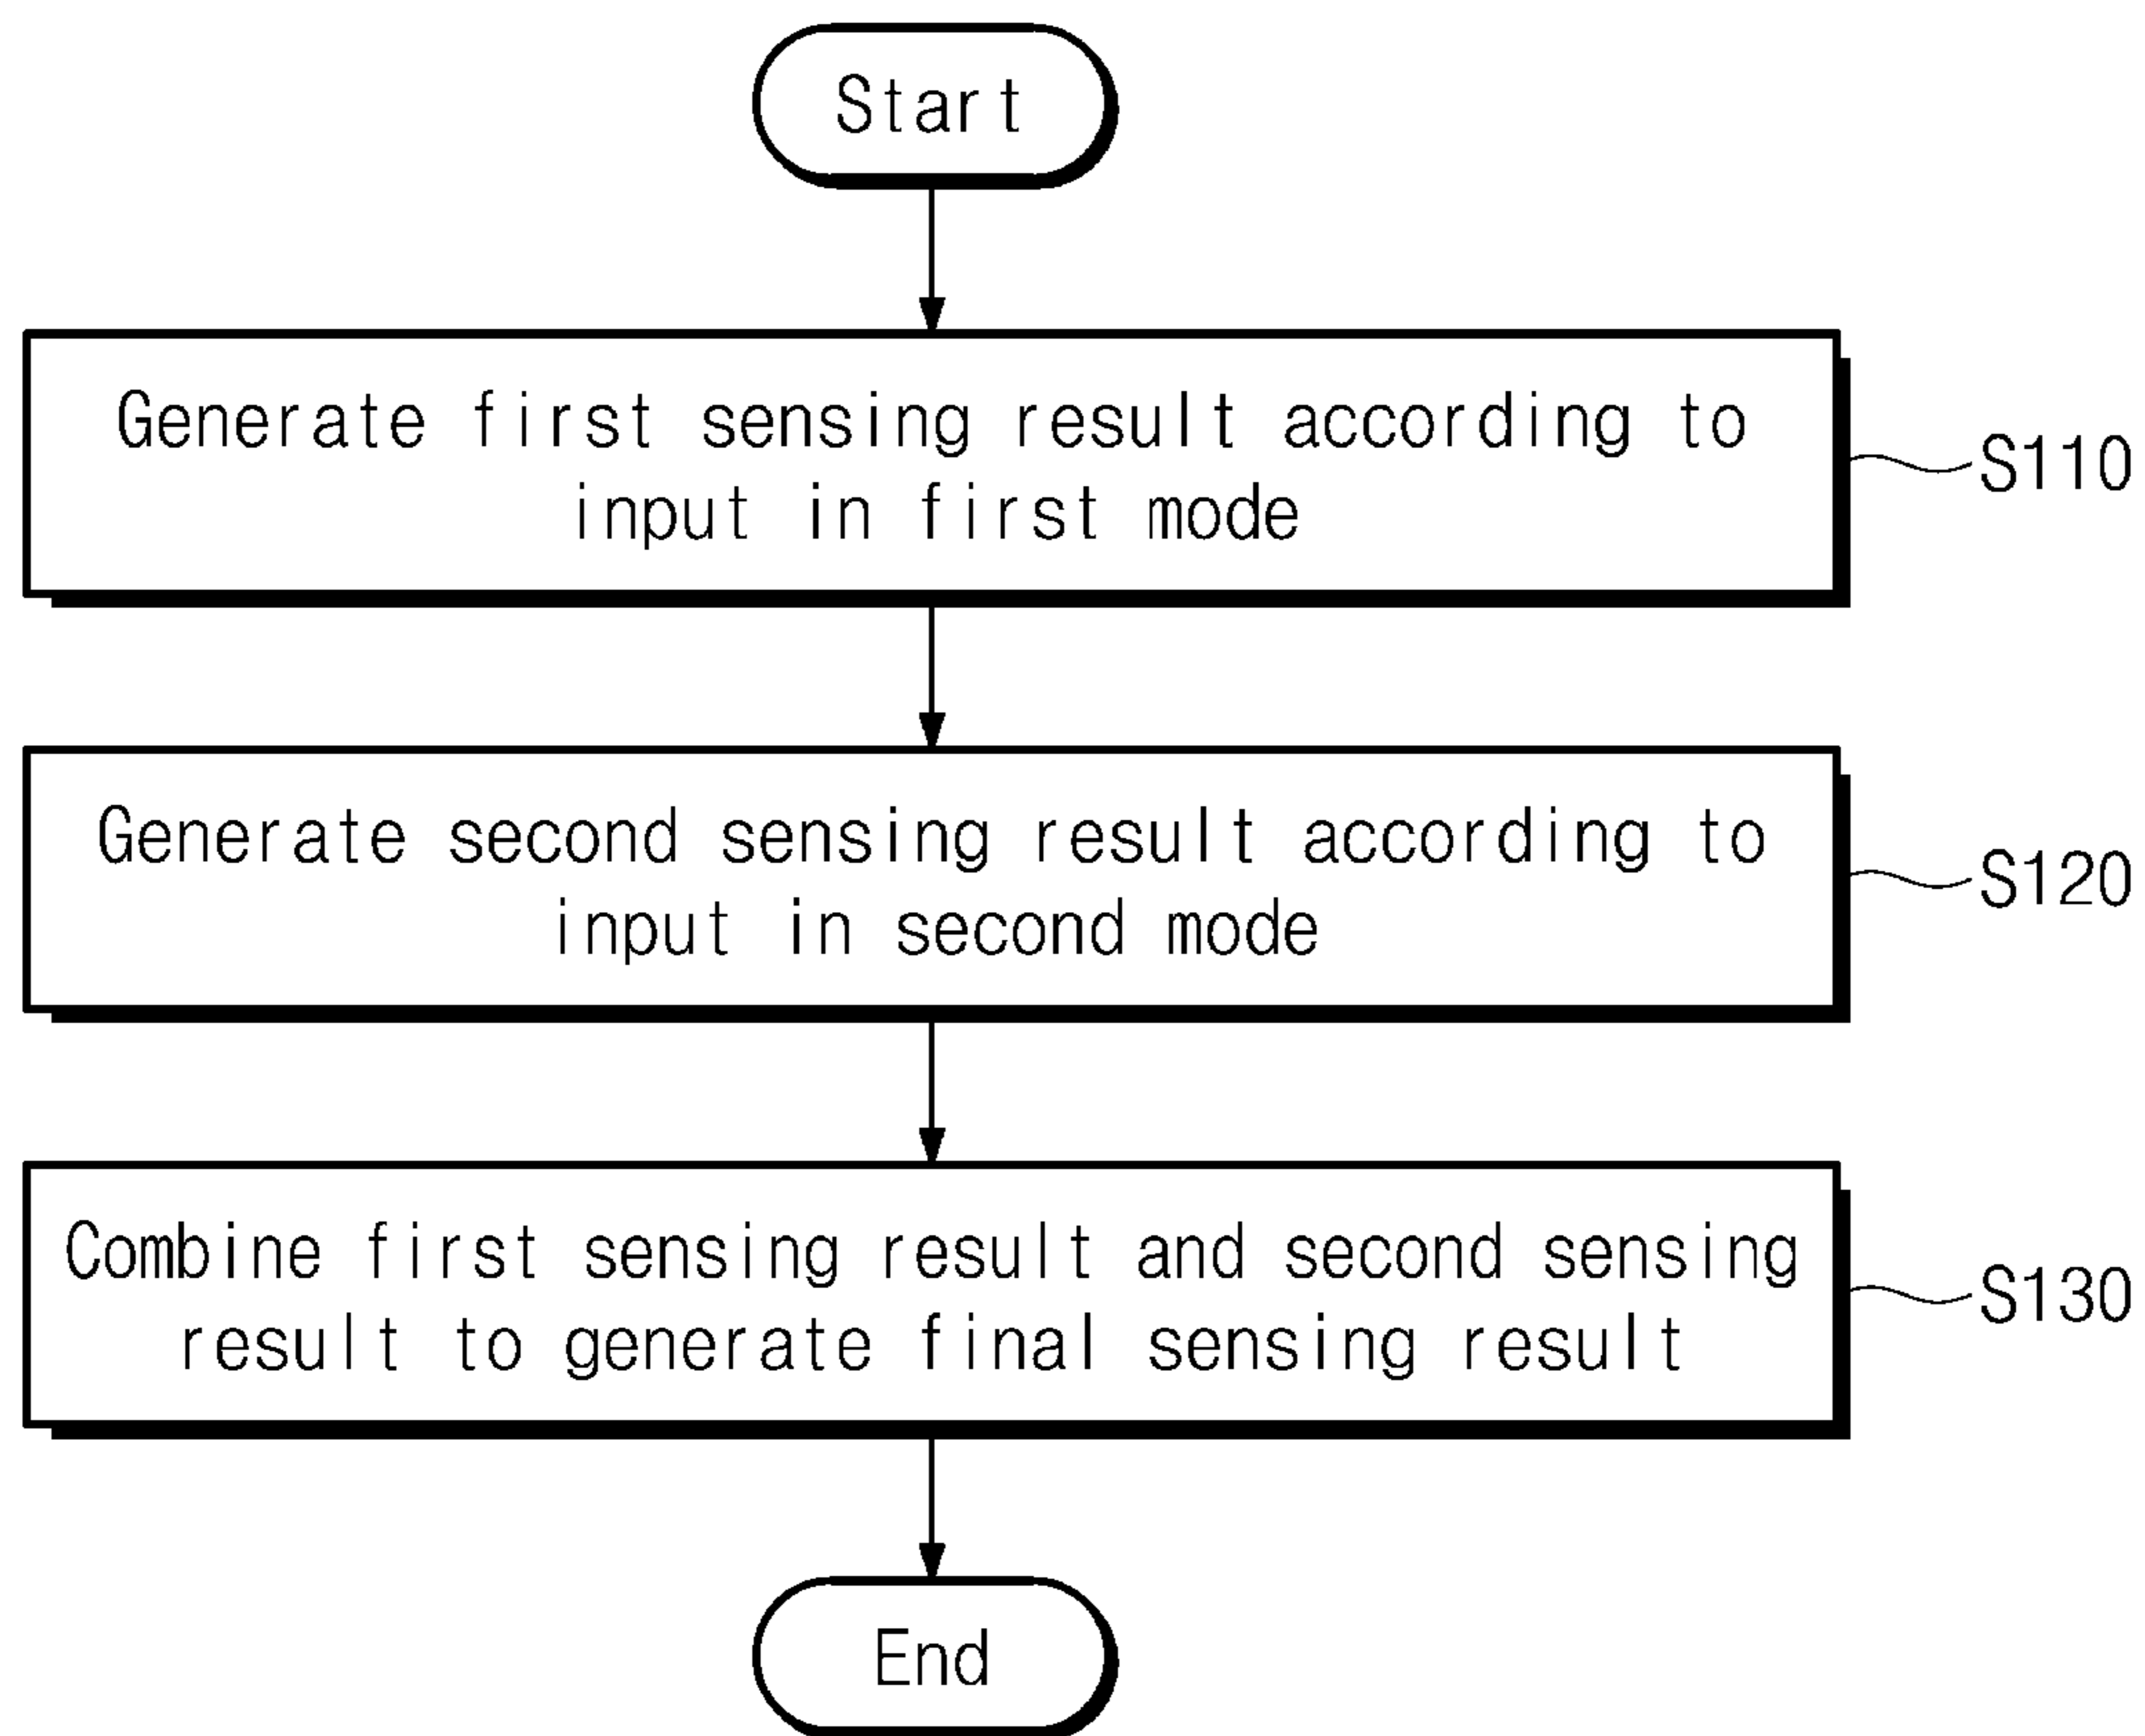 Start
Generate first sensing result according to
input in first mode
S110
Generate second sensing result according to
input in second mode
S120
Combine first sensing result and second sensing
result to generate final sensing result
S130
End